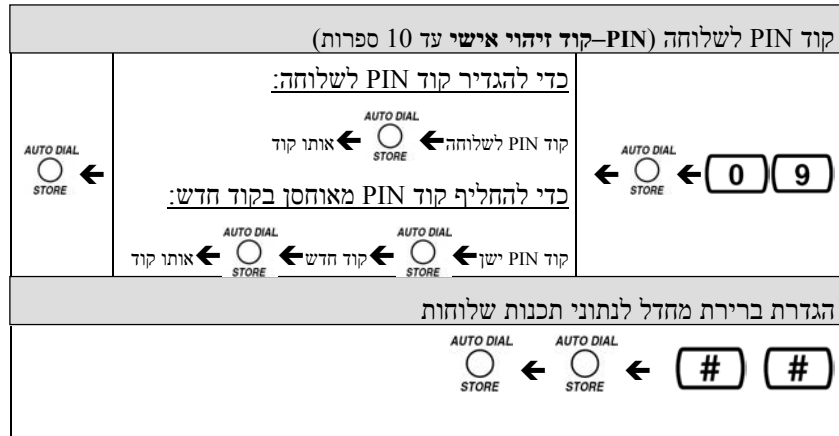 קוד PIN לשלוחה (PIN–קוד זיהוי אישי עד 10 ספרות)
9 0 ← AUTO DIAL STORE ←
כדי להגדיר קוד PIN לשלוחה:
קוד PIN לשלוחה ← AUTO DIAL STORE ← אותו קוד
כדי להחליף קוד PIN מאוחסן בקוד חדש:
קוד PIN ישן ← AUTO DIAL STORE ← קוד חדש ← AUTO DIAL STORE ← אותו קוד
← AUTO DIAL STORE
הגדרת ברירת מחדל לנתוני תכנות שלוחות
# # ← AUTO DIAL STORE ← AUTO DIAL STORE